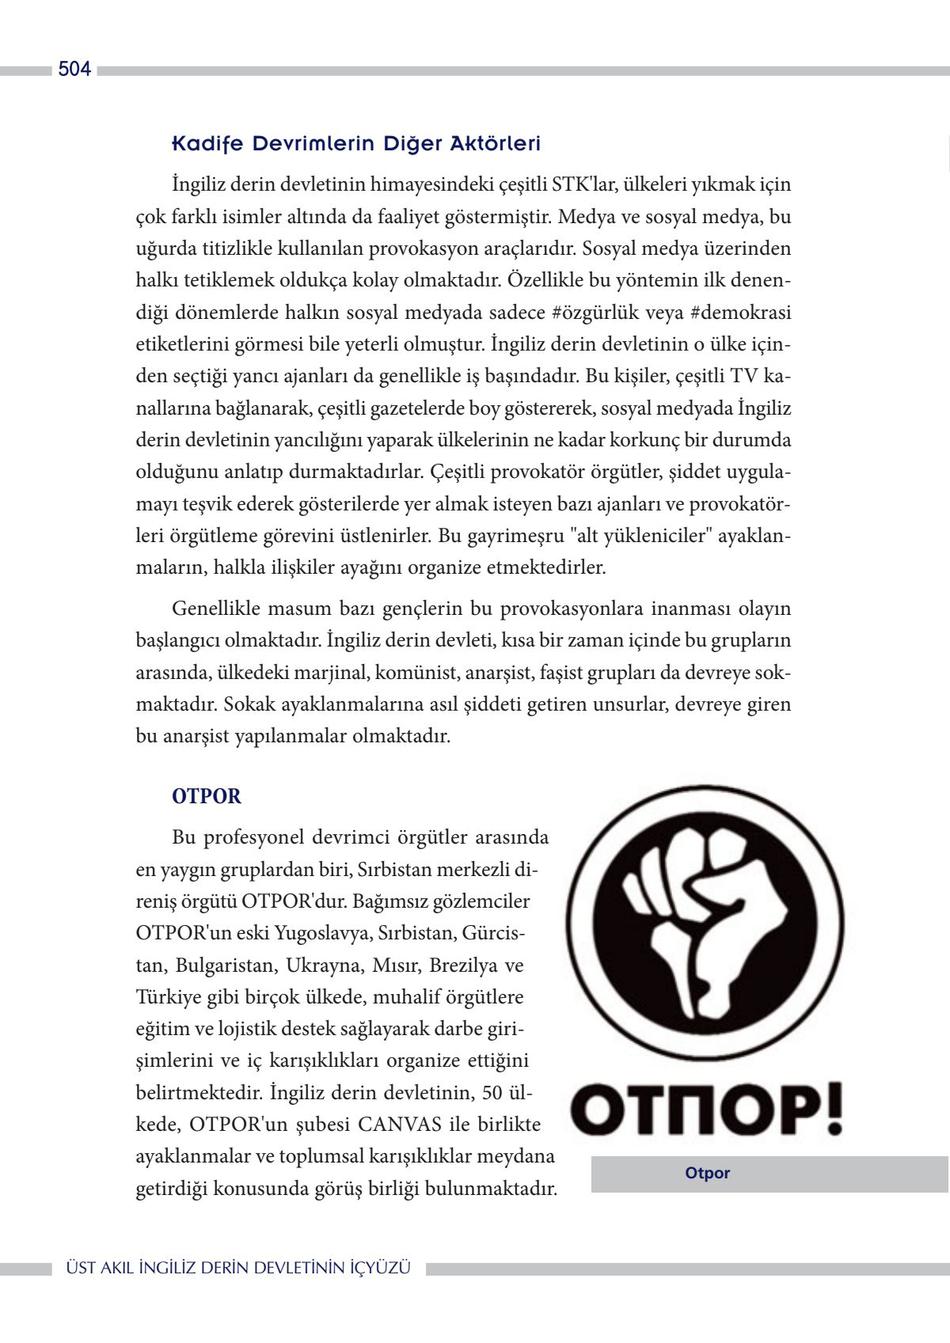 504
Kadife Devrimlerin Diğer Aktörleri
İngiliz derin devletinin himayesindeki çeşitli STK'lar, ülkeleri yıkmak için
çok farklı isimler altında da faaliyet göstermiştir. Medya ve sosyal medya, bu
uğurda titizlikle kullanılan provokasyon araçlarıdır. Sosyal medya üzerinden
halkı tetiklemek oldukça kolay olmaktadır. Özellikle bu yöntemin ilk denen-
diği dönemlerde halkın sosyal medyada sadece #özgürlük veya #demokrasi
etiketlerini görmesi bile yeterli olmuştur. İngiliz derin devletinin o ülke için-
den seçtiği yancı ajanları da genellikle iş başındadır. Bu kişiler, çeşitli TV ka-
nallarına bağlanarak, çeşitli gazetelerde boy göstererek, sosyal medyada İngiliz
derin devletinin yancılığını yaparak ülkelerinin ne kadar korkunç bir durumda
olduğunu anlatıp durmaktadırlar. Çeşitli provokatör örgütler, şiddet uygula-
mayı teşvik ederek gösterilerde yer almak isteyen bazı ajanları ve provokatör-
leri örgütleme görevini üstlenirler. Bu gayrimeşru "alt yükleniciler" ayaklan-
maların, halkla ilişkiler ayağını organize etmektedirler.
Genellikle masum bazı gençlerin bu provokasyonlara inanması olayın
başlangıcı olmaktadır. İngiliz derin devleti, kısa bir zaman içinde bu grupların
arasında, ülkedeki marjinal, komünist, anarşist, faşist grupları da devreye sok-
maktadır. Sokak ayaklanmalarına asıl şiddeti getiren unsurlar, devreye giren
bu anarşist yapılanmalar olmaktadır.
OTPOR
Bu profesyonel devrimci örgütler arasında
en yaygın gruplardan biri, Sırbistan merkezli di-
reniş örgütü OTPOR'dur. Bağımsız gözlemciler
OTPOR'un eski Yugoslavya, Sırbistan, Gürcis-
tan, Bulgaristan, Ukrayna, Mısır, Brezilya ve
Türkiye gibi birçok ülkede, muhalif örgütlere
eğitim ve lojistik destek sağlayarak darbe giri-
şimlerini ve iç karışıklıkları organize ettiğini
belirtmektedir. İngiliz derin devletinin, 50 ül-
kede, OTPOR'un şubesi CANVAS ile birlikte
ayaklanmalar ve toplumsal karışıklıklar meydana
getirdiği konusunda görüş birliği bulunmaktadır.
ОТПОР!
Otpor
ÜST AKIL İNGİLİZ DERİN DEVLETİNİN İÇYÜZÜ